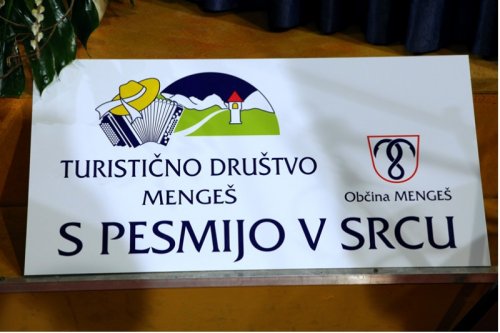 TURISTIČNO DRUŠTVO
MENGEŠ
Občina MENGEŠ
S PESMIJO V SRCU